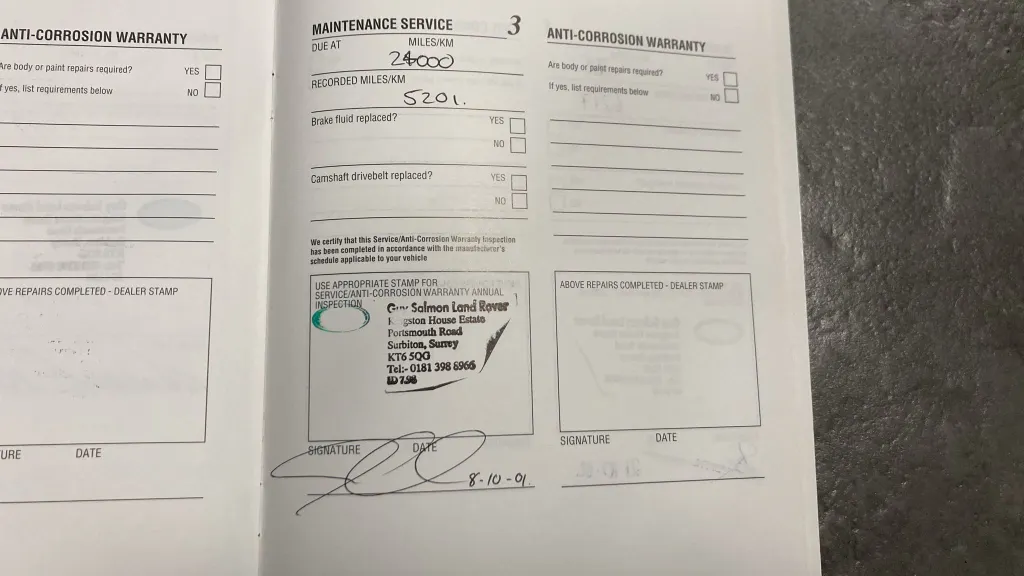 ANTI-CORROSION WARRANTY
Are body or paint repairs required? YES
If yes, list requirements below NO
REPAIRS COMPLETED - DEALER STAMP
DATE
MAINTENANCE SERVICE 3
DUE AT MILES/KM
24000
RECORDED MILES/KM
5201.
Brake fluid replaced? YES
NO
Camshaft drivebelt replaced? YES
NO
We certify that this Service/Anti-Corrosion Warranty Inspection
has been completed in accordance with the manufacturer's
schedule applicable to your vehicle
USE APPROPRIATE STAMP FOR
SERVICE/ANTI-CORROSION WARRANTY ANNUAL
INSPECTION
Salmon Land Rover
House Estate
Portsmouth Road
Surbiton, Surrey
KT6 5QG
Tel:- 0181 398 6966
SIGNATURE DATE
8-10-01
ANTI-CORROSION WARRANTY
Are body or paint repairs required? YES
If yes, list requirements below NO
ABOVE REPAIRS COMPLETED - DEALER STAMP
SIGNATURE DATE